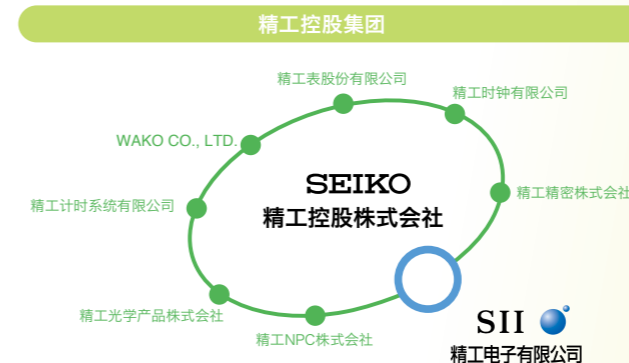 精工控股集团
精工表股份有限公司
精工时钟有限公司
WAKO CO., LTD.
精工精密株式会社
SEIKO
精工控股株式会社
精工计时系统有限公司
精工光学产品株式会社
精工NPC株式会社
SII
精工电子有限公司